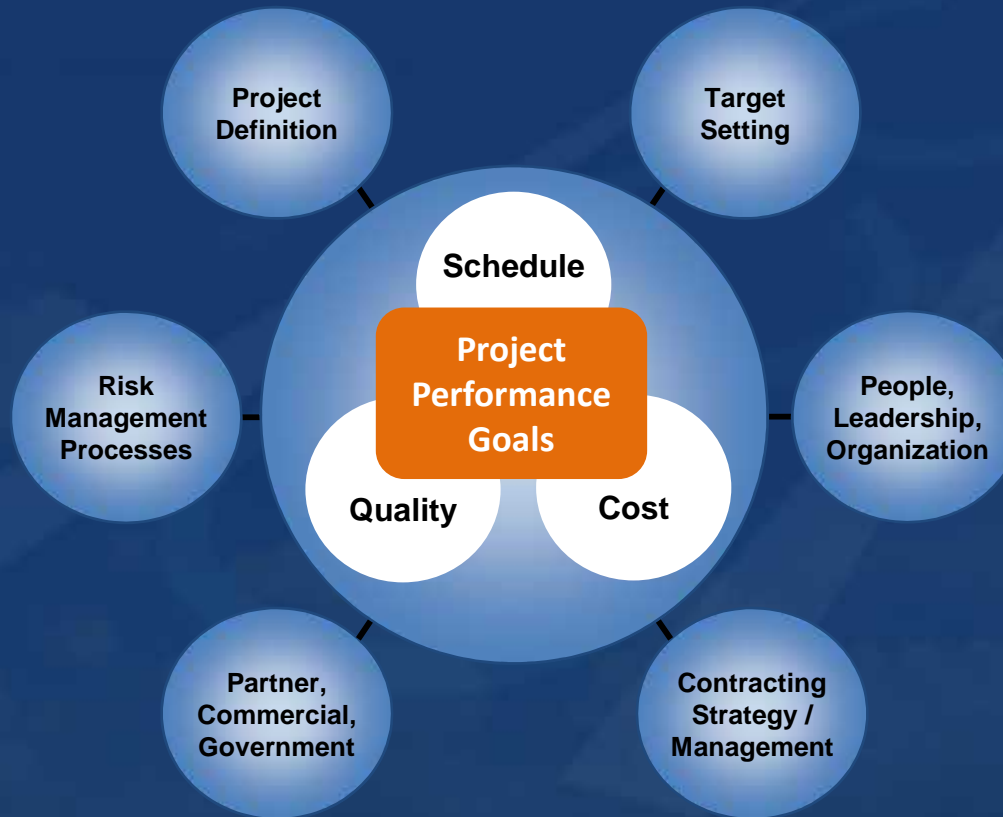 Project
Definition
Target
Setting
Schedule
Project
Performance
Goals
Risk
Management
Processes
People,
Leadership,
Organization
Quality
Cost
Partner,
Commercial,
Government
Contracting
Strategy /
Management